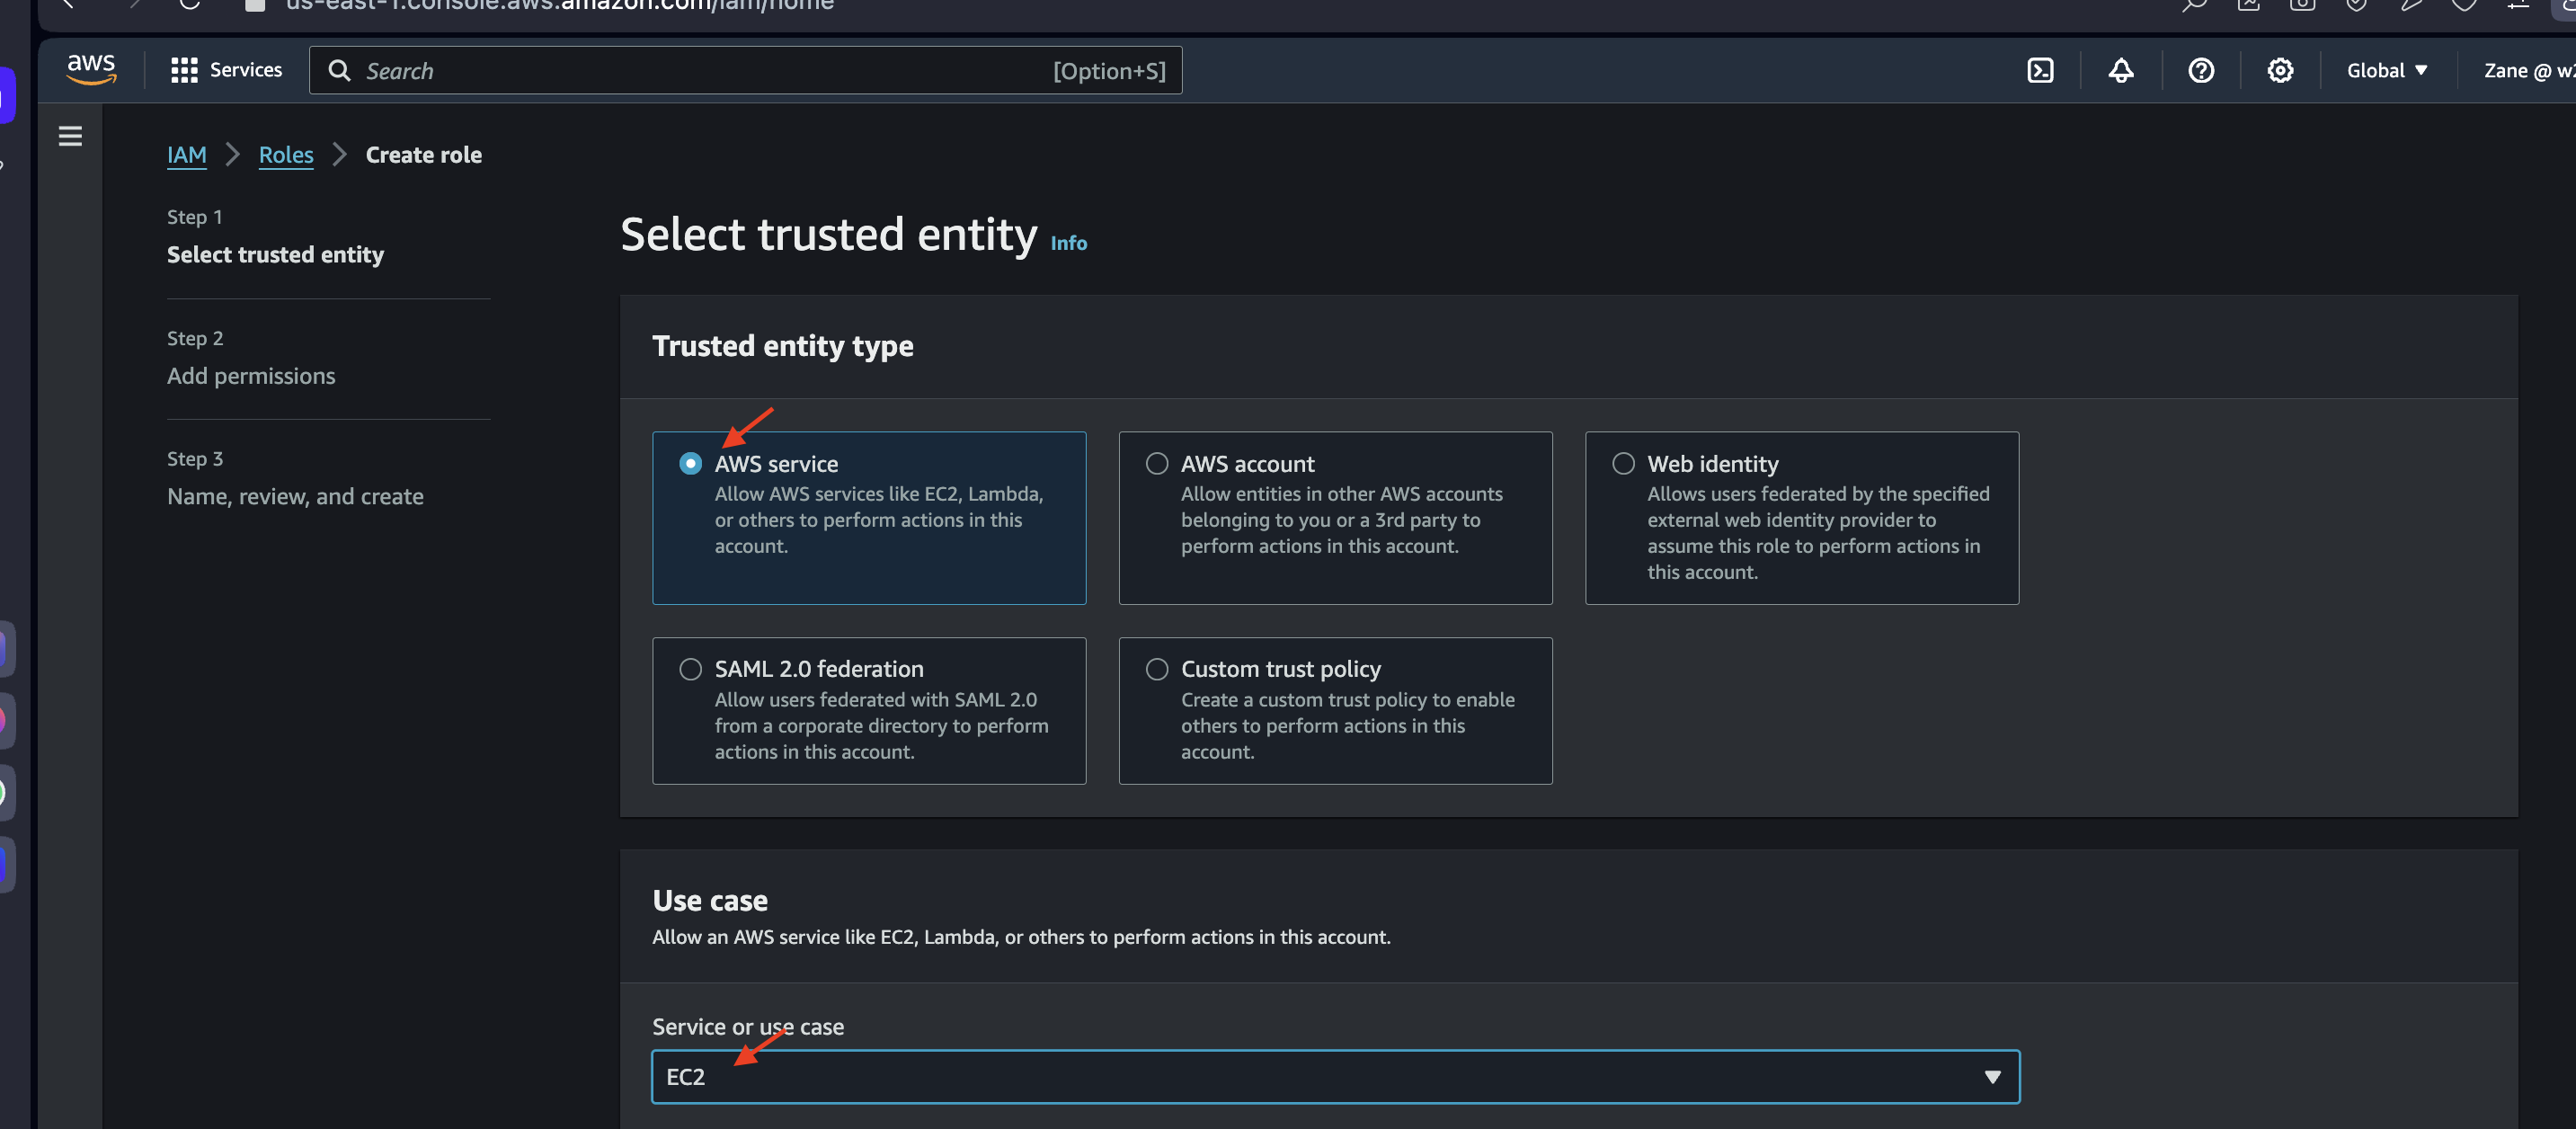 us-east-1.console.aws.amazon.com/iam/home
aws
Services
Search
[Option+S]
Global
Zane @
IAM
Roles
Create role
Step 1
Select trusted entity
Step 2
Add permissions
Step 3
Name, review, and create
Select trusted entity
Info
Trusted entity type
AWS service
Allow AWS services like EC2, Lambda,
or others to perform actions in this
account.
AWS account
Allow entities in other AWS accounts
belonging to you or a 3rd party to
perform actions in this account.
Web identity
Allows users federated by the specified
external web identity provider to
assume this role to perform actions in
this account.
SAML 2.0 federation
Allow users federated with SAML 2.0
from a corporate directory to perform
actions in this account.
Custom trust policy
Create a custom trust policy to enable
others to perform actions in this
account.
Use case
Allow an AWS service like EC2, Lambda, or others to perform actions in this account.
Service or use case
EC2